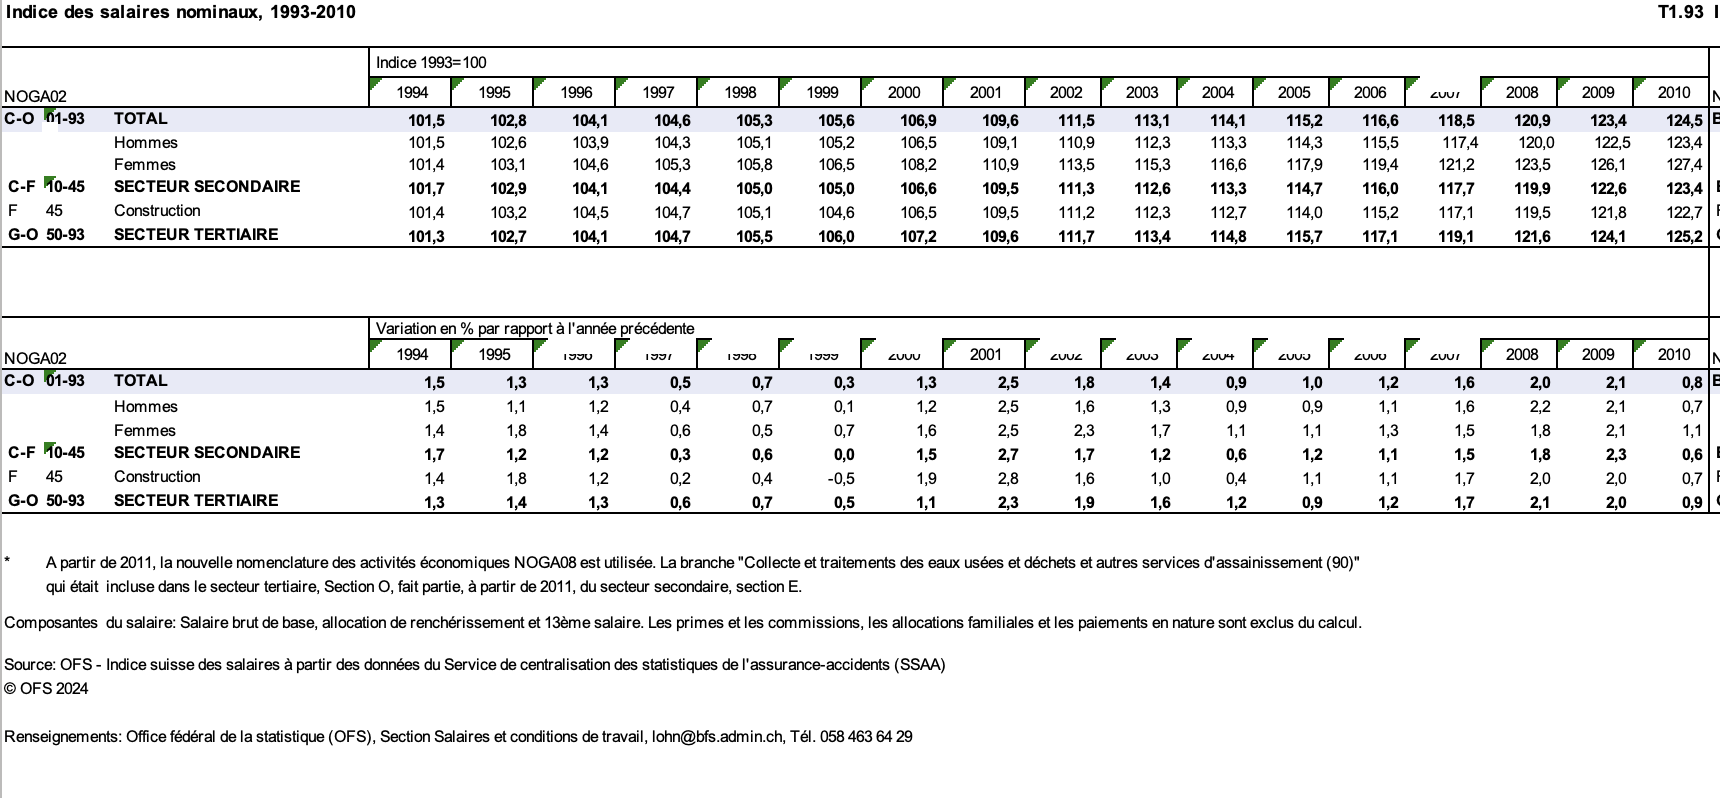 Indice des salaires nominaux, 1993-2010 T1.93 I
Indice 1993=100
NOGA02 1994 1995 1996 1997 1998 1999 2000 2001 2002 2003 2004 2005 2006 2007 2008 2009 2010 N
C-O 01-93 TOTAL 101,5 102,8 104,1 104,6 105,3 105,6 106,9 109,6 111,5 113,1 114,1 115,2 116,6 118,5 120,9 123,4 124,5 B
Hommes 101,5 102,6 103,9 104,3 105,1 105,2 106,5 109,1 110,9 112,3 113,3 114,3 115,5 117,4 120,0 122,5 123,4
Femmes 101,4 103,1 104,6 105,3 105,8 106,5 108,2 110,9 113,5 115,3 116,6 117,9 119,4 121,2 123,5 126,1 127,4
C-F 10-45 SECTEUR SECONDAIRE 101,7 102,9 104,1 104,4 105,0 105,0 106,6 109,5 111,3 112,6 113,3 114,7 116,0 117,7 119,9 122,6 123,4
F 45 Construction 101,4 103,2 104,5 104,7 105,1 104,6 106,5 109,5 111,2 112,3 112,7 114,0 115,2 117,1 119,5 121,8 122,7
G-O 50-93 SECTEUR TERTIAIRE 101,3 102,7 104,1 104,7 105,5 106,0 107,2 109,6 111,7 113,4 114,8 115,7 117,1 119,1 121,6 124,1 125,2
Variation en % par rapport à l'année précédente
NOGA02 1994 1995 1996 1997 1998 1999 2000 2001 2002 2003 2004 2005 2006 2007 2008 2009 2010 N
C-O 01-93 TOTAL 1,5 1,3 1,3 0,5 0,7 0,3 1,3 2,5 1,8 1,4 0,9 1,0 1,2 1,6 2,0 2,1 0,8 B
Hommes 1,5 1,1 1,2 0,4 0,7 0,1 1,2 2,5 1,6 1,3 0,9 0,9 1,1 1,6 2,2 2,1 0,7
Femmes 1,4 1,8 1,4 0,6 0,5 0,7 1,6 2,5 2,3 1,7 1,1 1,1 1,3 1,5 1,8 2,1 1,1
C-F 10-45 SECTEUR SECONDAIRE 1,7 1,2 1,2 0,3 0,6 0,0 1,5 2,7 1,7 1,2 0,6 1,2 1,1 1,5 1,8 2,3 0,6
F 45 Construction 1,4 1,8 1,2 0,2 0,4 -0,5 1,9 2,8 1,6 1,0 0,4 1,1 1,1 1,7 2,0 2,0 0,7
G-O 50-93 SECTEUR TERTIAIRE 1,3 1,4 1,3 0,6 0,7 0,5 1,1 2,3 1,9 1,6 1,2 0,9 1,2 1,7 2,1 2,0 0,9
* A partir de 2011, la nouvelle nomenclature des activités économiques NOGA08 est utilisée. La branche "Collecte et traitements des eaux usées et déchets et autres services d'assainissement (90)"
qui était incluse dans le secteur tertiaire, Section O, fait partie, à partir de 2011, du secteur secondaire, section E.
Composantes du salaire: Salaire brut de base, allocation de renchérissement et 13ème salaire. Les primes et les commissions, les allocations familiales et les paiements en nature sont exclus du calcul.
Source: OFS - Indice suisse des salaires à partir des données du Service de centralisation des statistiques de l'assurance-accidents (SSAA)
© OFS 2024
Renseignements: Office fédéral de la statistique (OFS), Section Salaires et conditions de travail, lohn@bfs.admin.ch, Tél. 058 463 64 29